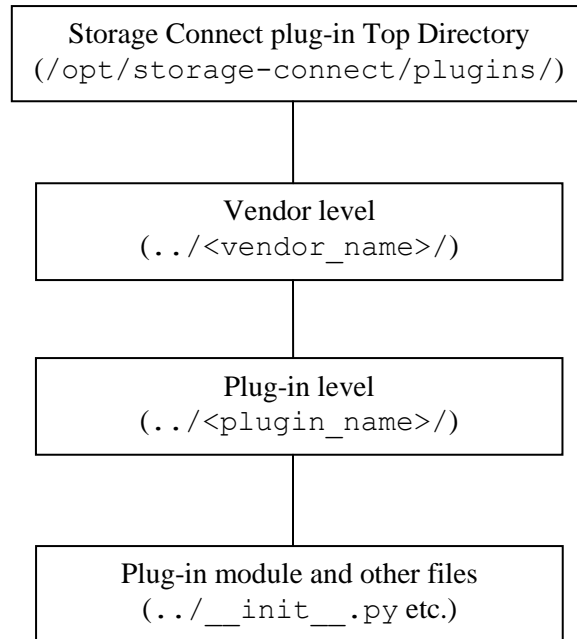 Storage Connect plug-in Top Directory
(/opt/storage-connect/plugins/)
Vendor level
(../<vendor_name>/)
Plug-in level
(../<plugin_name>/)
Plug-in module and other files
(../__init__.py etc.)